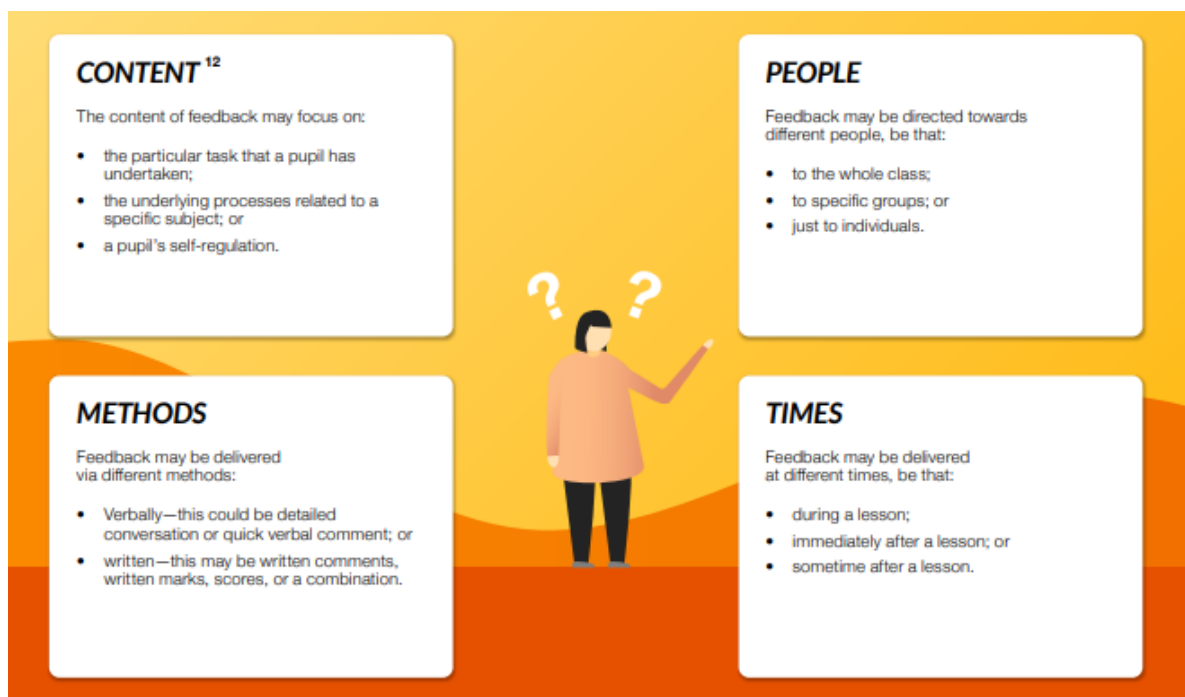 CONTENT 12
The content of feedback may focus on:
• the particular task that a pupil has
undertaken;
• the underlying processes related to a
specific subject; or
• a pupil's self-regulation.
PEOPLE
Feedback may be directed towards
different people, be that:
• to the whole class;
• to specific groups; or
• just to individuals.
? ?
METHODS
Feedback may be delivered
via different methods:
• Verbally—this could be detailed
conversation or quick verbal comment; or
• written—this may be written comments,
written marks, scores, or a combination.
TIMES
Feedback may be delivered
at different times, be that:
• during a lesson;
• immediately after a lesson; or
• sometime after a lesson.